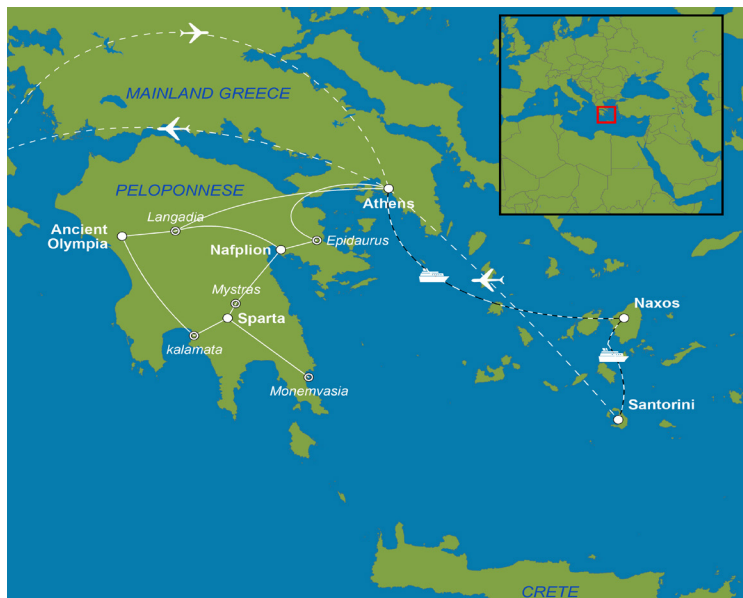 MAINLAND GREECE
PELOPONNESE
Athens
Langadia
Ancient
Olympia
Nafplion
Epidaurus
Mystras
Sparta
Naxos
kalamata
Monemvasia
Santorini
CRETE